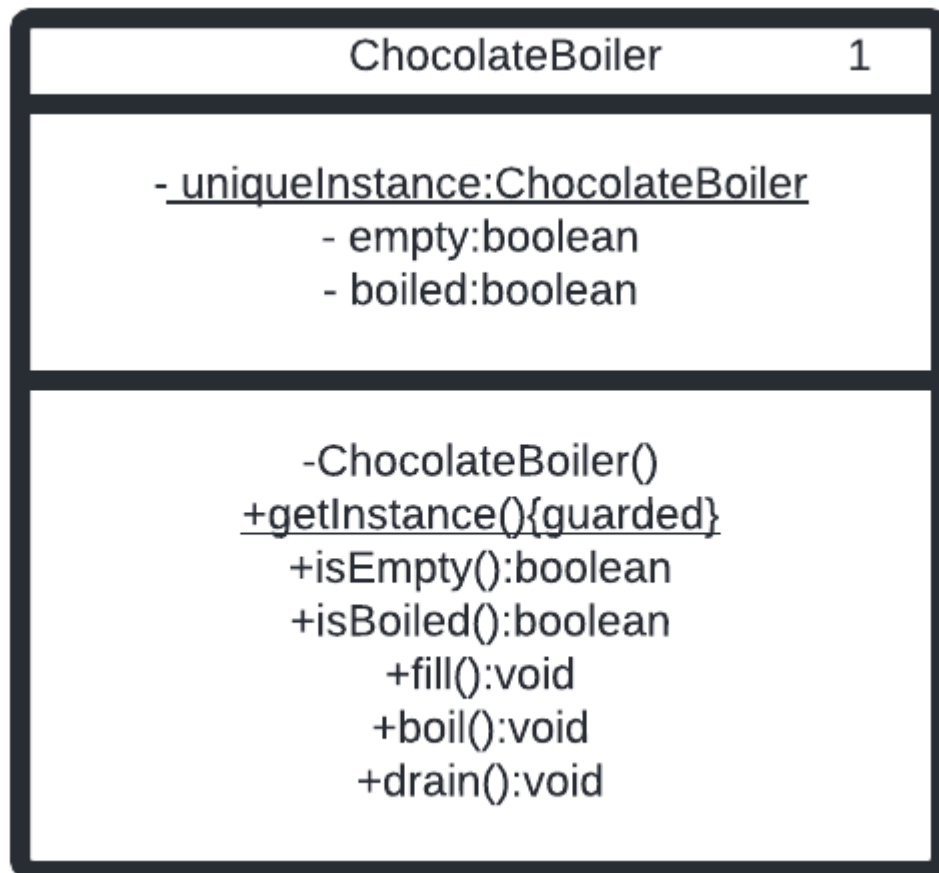 ChocolateBoiler 1
- uniqueInstance:ChocolateBoiler
- empty:boolean
- boiled:boolean
-ChocolateBoiler()
+getInstance(){guarded}
+isEmpty():boolean
+isBoiled():boolean
+fill():void
+boil():void
+drain():void